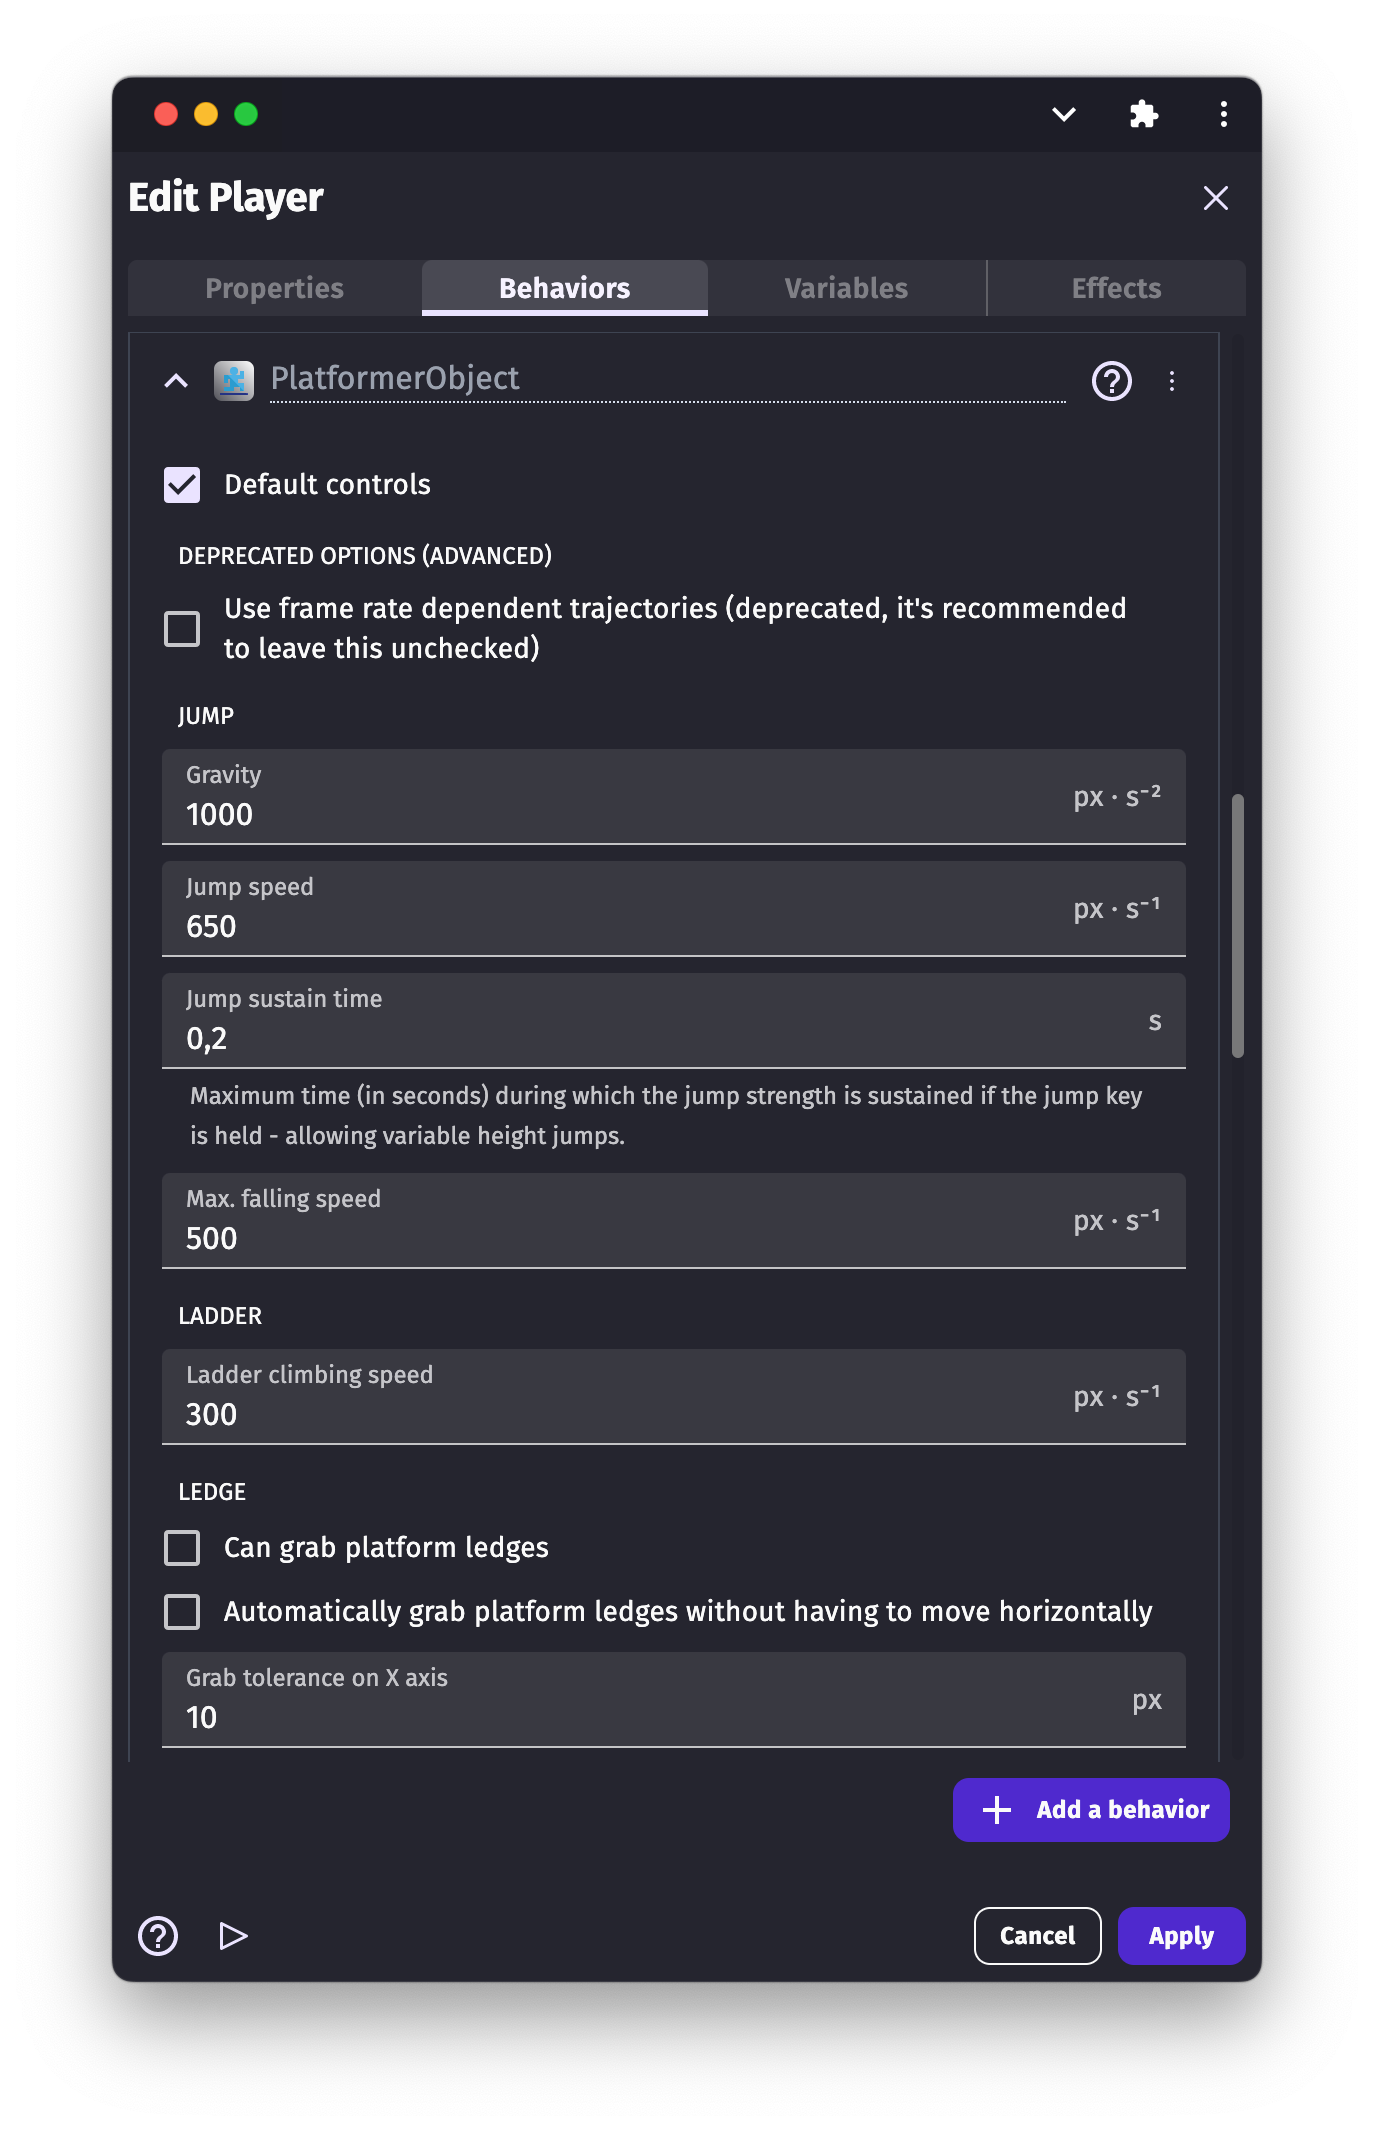 Edit Player
Properties
Behaviors
Variables
Effects
PlatformerObject
Default controls
DEPRECATED OPTIONS (ADVANCED)
Use frame rate dependent trajectories (deprecated, it's recommended
to leave this unchecked)
JUMP
Gravity
1000
px · s⁻²
Jump speed
650
px · s⁻¹
Jump sustain time
0,2
s
Maximum time (in seconds) during which the jump strength is sustained if the jump key
is held - allowing variable height jumps.
Max. falling speed
500
px · s⁻¹
LADDER
Ladder climbing speed
300
px · s⁻¹
LEDGE
Can grab platform ledges
Automatically grab platform ledges without having to move horizontally
Grab tolerance on X axis
10
px
Add a behavior
Cancel
Apply